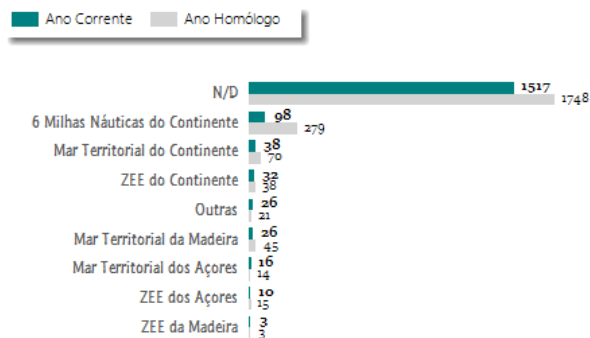 Ano Corrente Ano Homólogo
N/D 1517
1748
6 Milhas Náuticas do Continente 98
279
Mar Territorial do Continente 38
70
ZEE do Continente 32
38
Outras 26
21
Mar Territorial da Madeira 26
45
Mar Territorial dos Açores 16
14
ZEE dos Açores 10
15
ZEE da Madeira 3
3